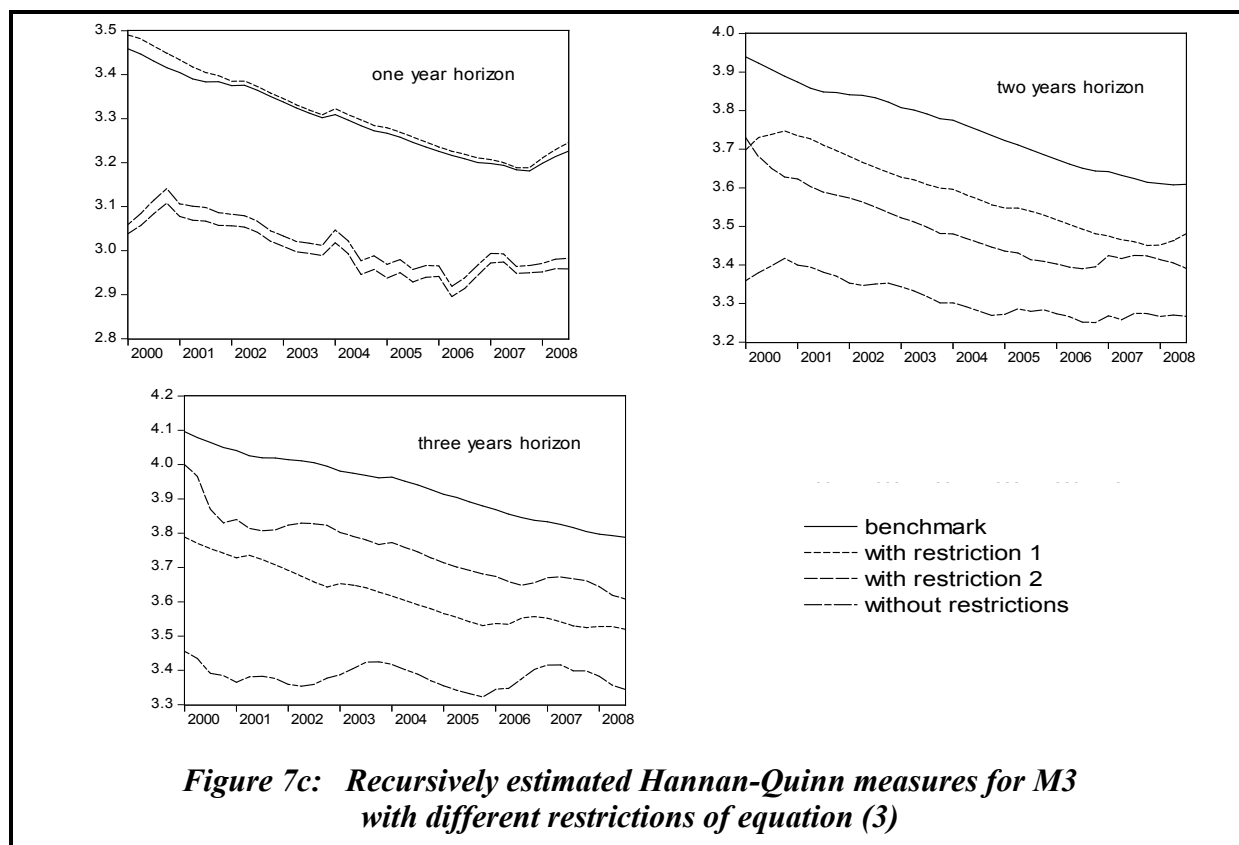 one year horizon
3.5
3.4
3.3
3.2
3.1
3.0
2.9
2.8
2000 2001 2002 2003 2004 2005 2006 2007 2008
two years horizon
4.0
3.9
3.8
3.7
3.6
3.5
3.4
3.3
3.2
2000 2001 2002 2003 2004 2005 2006 2007 2008
three years horizon
4.2
4.1
4.0
3.9
3.8
3.7
3.6
3.5
3.4
3.3
2000 2001 2002 2003 2004 2005 2006 2007 2008
benchmark
with restriction 1
with restriction 2
without restrictions
Figure 7c: Recursively estimated Hannan-Quinn measures for M3
with different restrictions of equation (3)